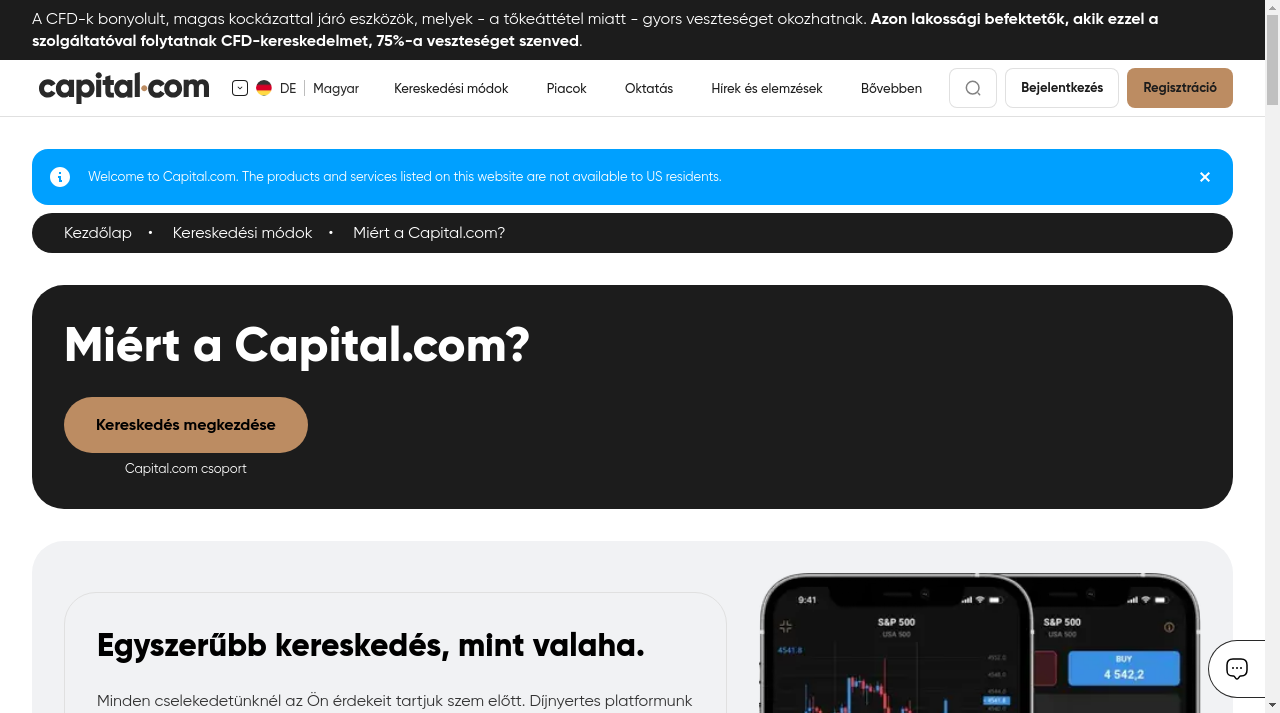 A CFD-k bonyolult, magas kockázattal járó eszközök, melyek - a tőkeáttétel miatt - gyors veszteséget okozhatnak. Azon lakossági befektetők, akik ezzel a
szolgáltatóval folytatnak CFD-kereskedelmet, 75%-a veszteséget szenved.
capital.com
DE
Magyar
Kereskedési módok
Piacok
Oktatás
Hírek és elemzések
Bővebben
Bejelentkezés
Regisztráció
Welcome to Capital.com. The products and services listed on this website are not available to US residents.
Kezdőlap • Kereskedési módok • Miért a Capital.com?
Miért a Capital.com?
Kereskedés megkezdése
Capital.com csoport
Egyszerűbb kereskedés, mint valaha.
Minden cselekedetünknél az Ön érdekeit tartjuk szem előtt. Díjnyertes platformunk
9:41
S&P 500
USA 500
4541.8
S&P 500
USA 500
BUY
4 542,2